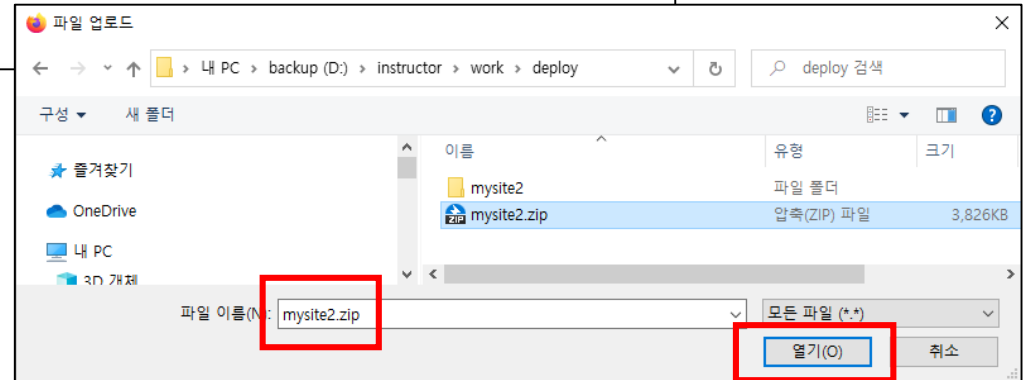 파일 업로드
내 PC > backup (D:) > instructor > work > deploy
deploy 검색
구성
새 폴더
이름 유형 크기
즐겨찾기
mysite2 파일 폴더
OneDrive
ZIP mysite2.zip 압축(ZIP) 파일 3,826KB
내 PC
3D 개체
파일 이름(N): mysite2.zip
모든 파일 (*.*)
열기(O) 취소